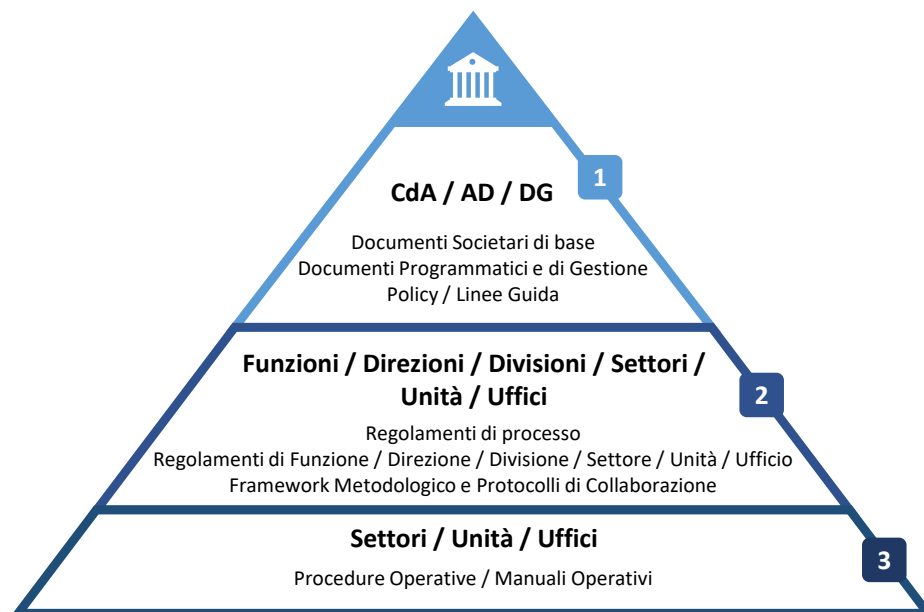 CdA / AD / DG
1
Documenti Societari di base
Documenti Programmatici e di Gestione
Policy / Linee Guida
Funzioni / Direzioni / Divisioni / Settori /
Unità / Uffici
2
Regolamenti di processo
Regolamenti di Funzione / Direzione / Divisione / Settore / Unità / Ufficio
Framework Metodologico e Protocolli di Collaborazione
Settori / Unità / Uffici
3
Procedure Operative / Manuali Operativi